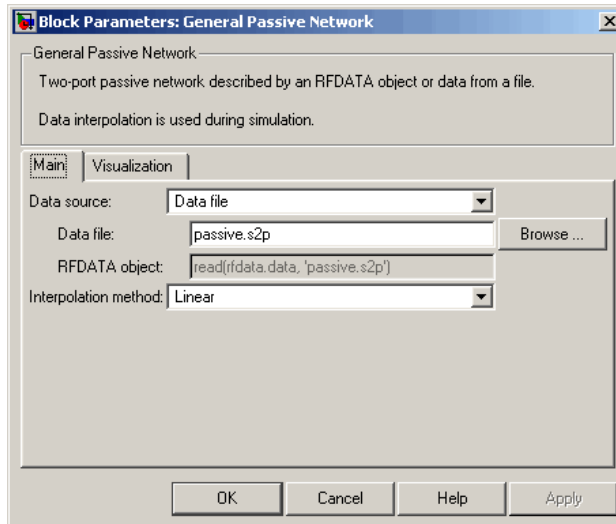 Block Parameters: General Passive Network
General Passive Network
Two-port passive network described by an RFDATA object or data from a file.
Data interpolation is used during simulation.
Main Visualization
Data source: Data file
Data file: passive.s2p Browse ...
RFDATA object: read(rfdata.data, 'passive.s2p')
Interpolation method: Linear
OK Cancel Help Apply